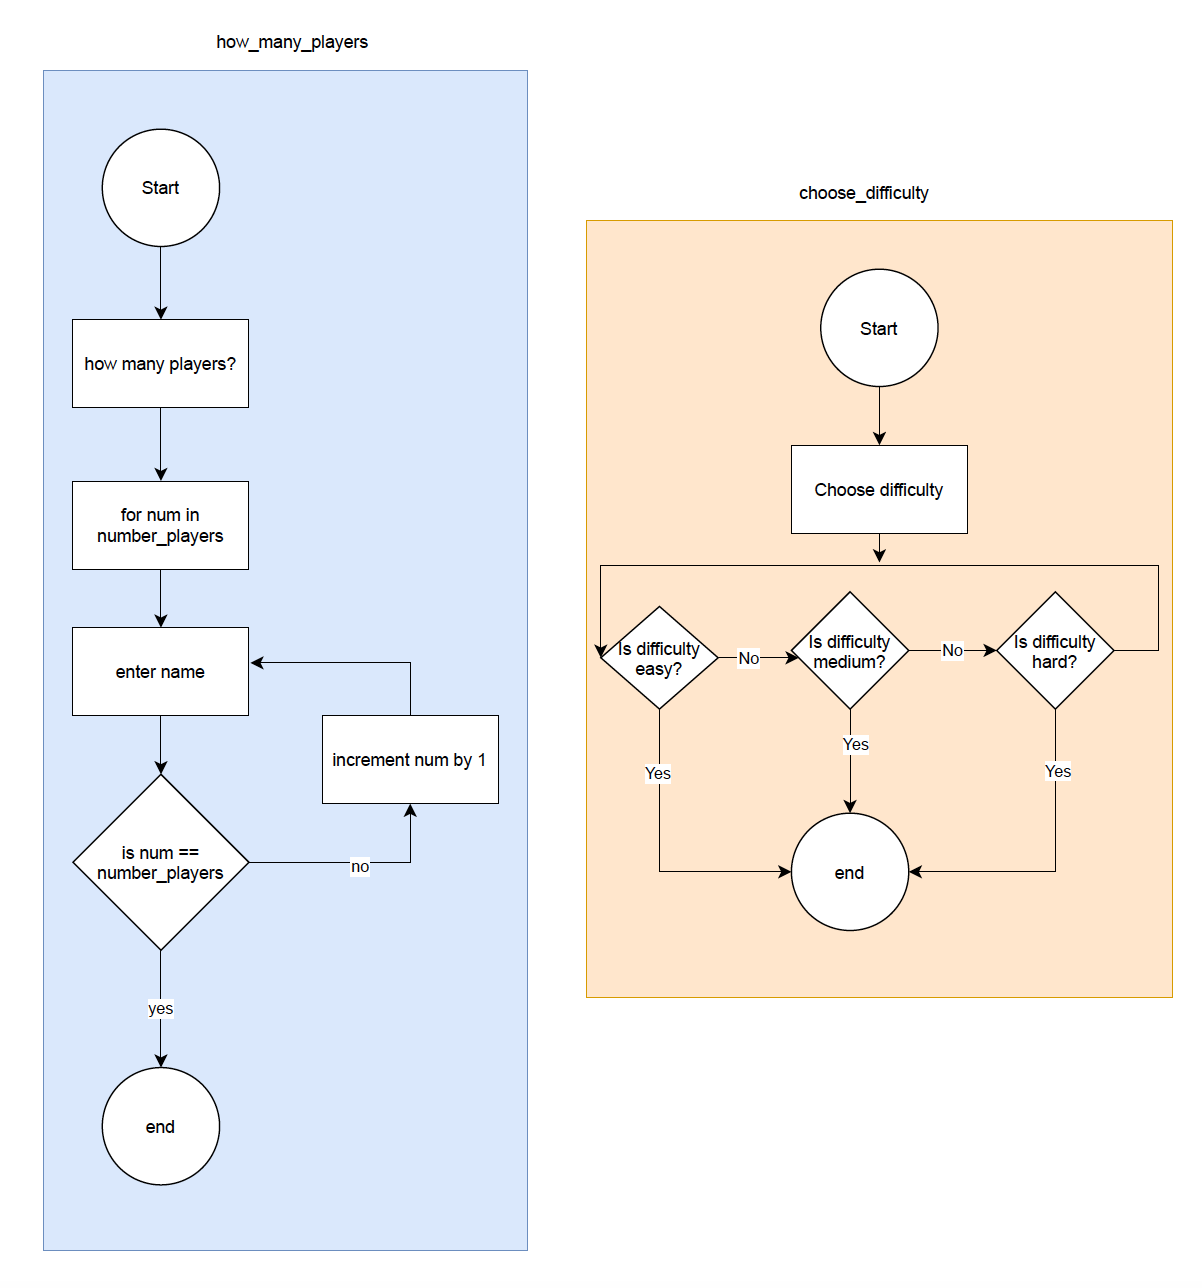 how_many_players
Start
how many players?
for num in
number_players
enter name
increment num by 1
is num ==
number_players
no
yes
end
choose_difficulty
Start
Choose difficulty
Is difficulty
easy?
No
Is difficulty
medium?
No
Is difficulty
hard?
Yes
Yes
Yes
end